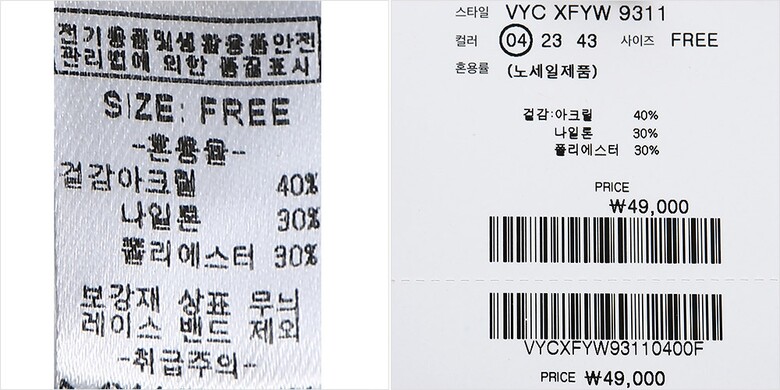 전기용품및생활용품안전
관리법에 의한 품질표시
SIZE: FREE
-혼용율-
겉감아크릴 40%
나일론 30%
폴리에스터 30%
보강재 상표 무늬
레이스 밴드 제외
-취급주의-
스타일 VYC XFYW 9311
컬러 04 23 43 사이즈 FREE
혼용률 (노세일제품)
겉감:아크릴 40%
나일론 30%
폴리에스터 30%
PRICE
₩49,000
VYCXFYW93110400F
PRICE ₩49,000